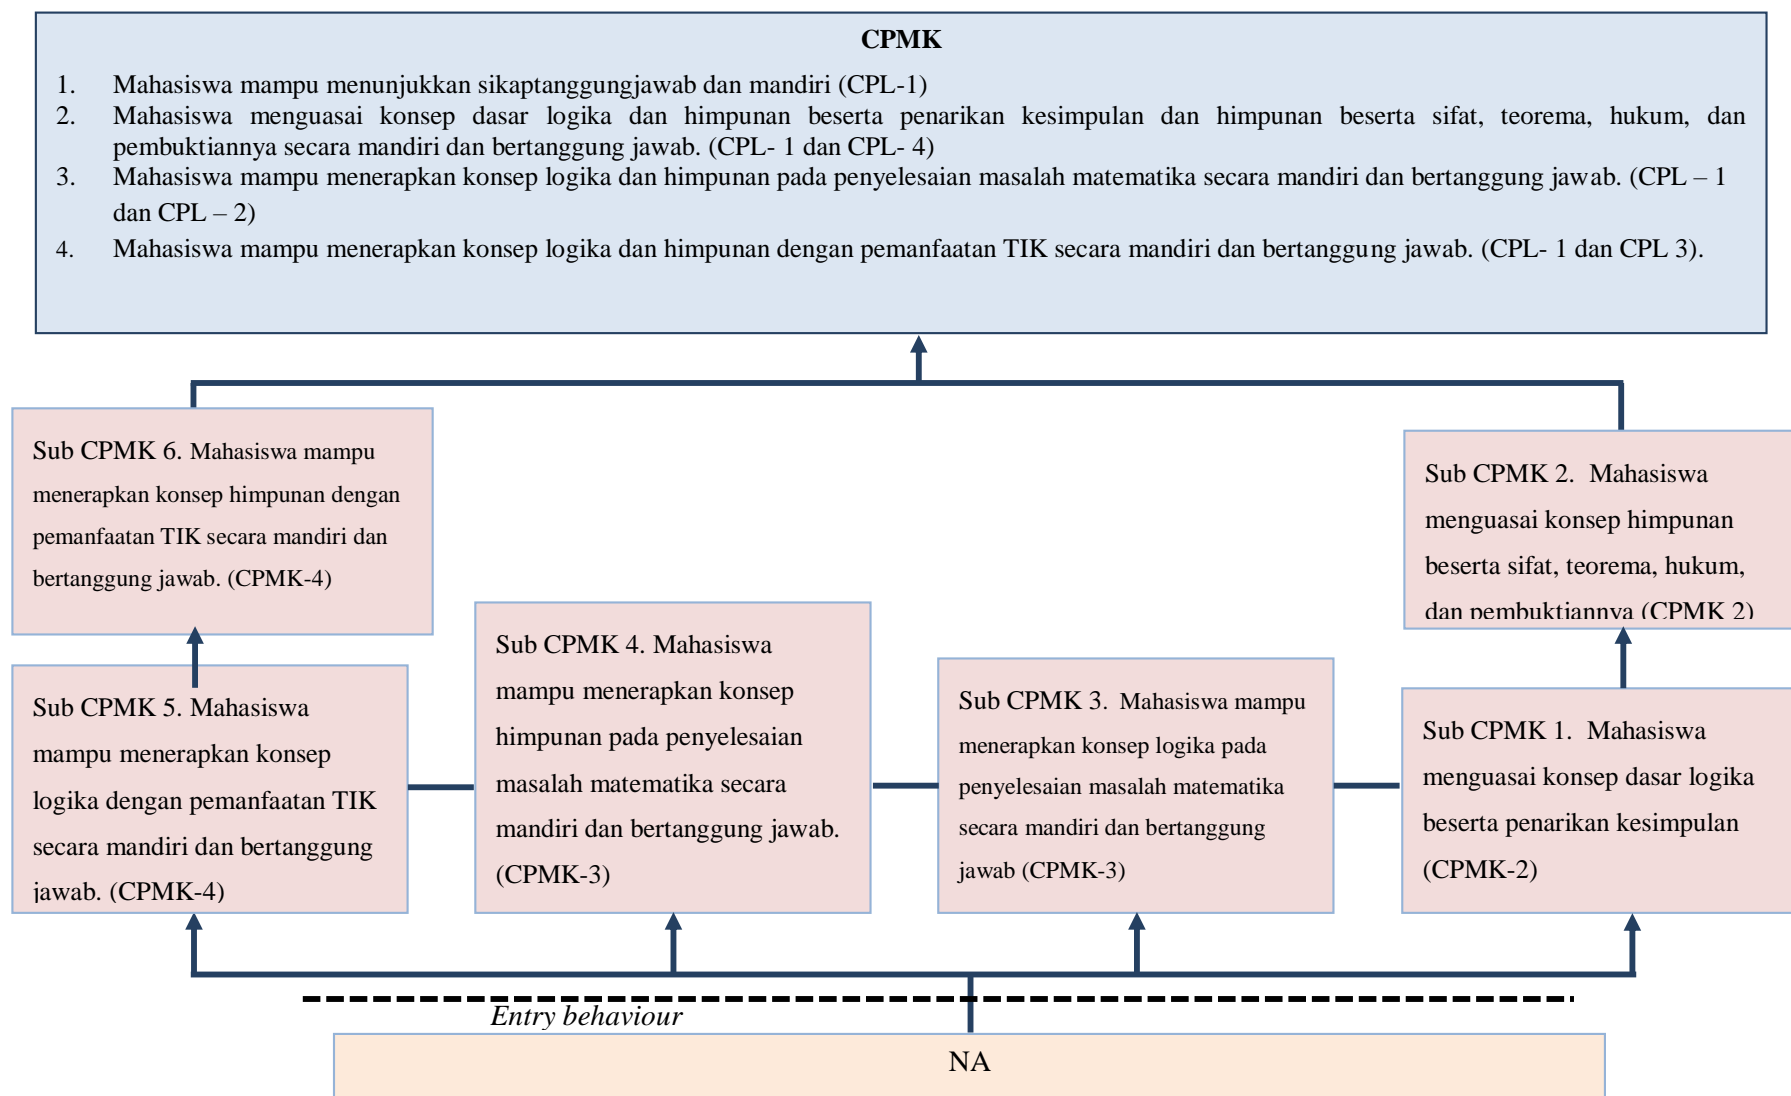 CPMK
1. Mahasiswa mampu menunjukkan sikaptanggungjawab dan mandiri (CPL-1)
2. Mahasiswa menguasai konsep dasar logika dan himpunan beserta penarikan kesimpulan dan himpunan beserta sifat, teorema, hukum, dan
pembuktiannya secara mandiri dan bertanggung jawab. (CPL- 1 dan CPL- 4)
3. Mahasiswa mampu menerapkan konsep logika dan himpunan pada penyelesaian masalah matematika secara mandiri dan bertanggung jawab. (CPL – 1
dan CPL – 2)
4. Mahasiswa mampu menerapkan konsep logika dan himpunan dengan pemanfaatan TIK secara mandiri dan bertanggung jawab. (CPL- 1 dan CPL 3).
Sub CPMK 6. Mahasiswa mampu
menerapkan konsep himpunan dengan
pemanfaatan TIK secara mandiri dan
bertanggung jawab. (CPMK-4)
Sub CPMK 2. Mahasiswa
menguasai konsep himpunan
beserta sifat, teorema, hukum,
dan pembuktiannya (CPMK 2)
Sub CPMK 5. Mahasiswa
mampu menerapkan konsep
logika dengan pemanfaatan TIK
secara mandiri dan bertanggung
jawab. (CPMK-4)
Sub CPMK 4. Mahasiswa
mampu menerapkan konsep
himpunan pada penyelesaian
masalah matematika secara
mandiri dan bertanggung jawab.
(CPMK-3)
Sub CPMK 3. Mahasiswa mampu
menerapkan konsep logika pada
penyelesaian masalah matematika
secara mandiri dan bertanggung
jawab (CPMK-3)
Sub CPMK 1. Mahasiswa
menguasai konsep dasar logika
beserta penarikan kesimpulan
(CPMK-2)
Entry behaviour
NA